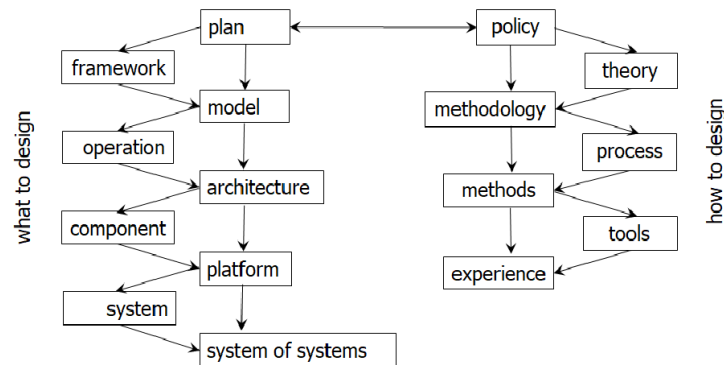 plan
policy
framework
theory
model
methodology
operation
process
architecture
methods
component
tools
platform
experience
system
system of systems
what to design
how to design